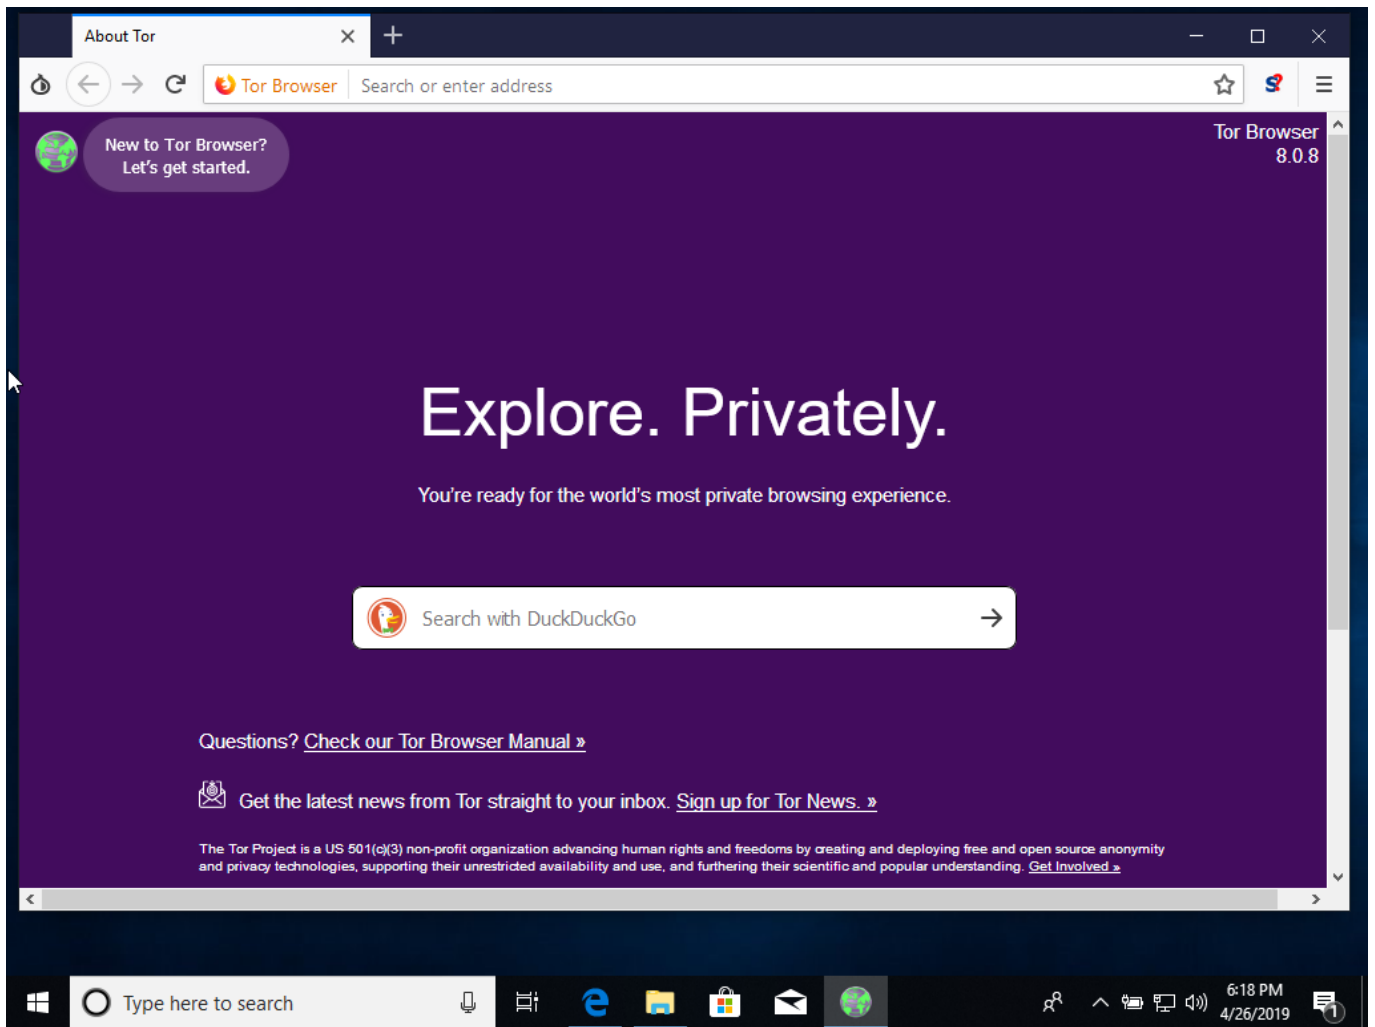 About Tor
Tor Browser
Search or enter address
S?
New to Tor Browser?
Let's get started.
Tor Browser
8.0.8
Explore. Privately.
You're ready for the world's most private browsing experience.
Search with DuckDuckGo
Questions? Check our Tor Browser Manual »
Get the latest news from Tor straight to your inbox. Sign up for Tor News. »
The Tor Project is a US 501(c)(3) non-profit organization advancing human rights and freedoms by creating and deploying free and open source anonymity
and privacy technologies, supporting their unrestricted availability and use, and furthering their scientific and popular understanding. Get Involved »
Type here to search
6:18 PM
4/26/2019
1